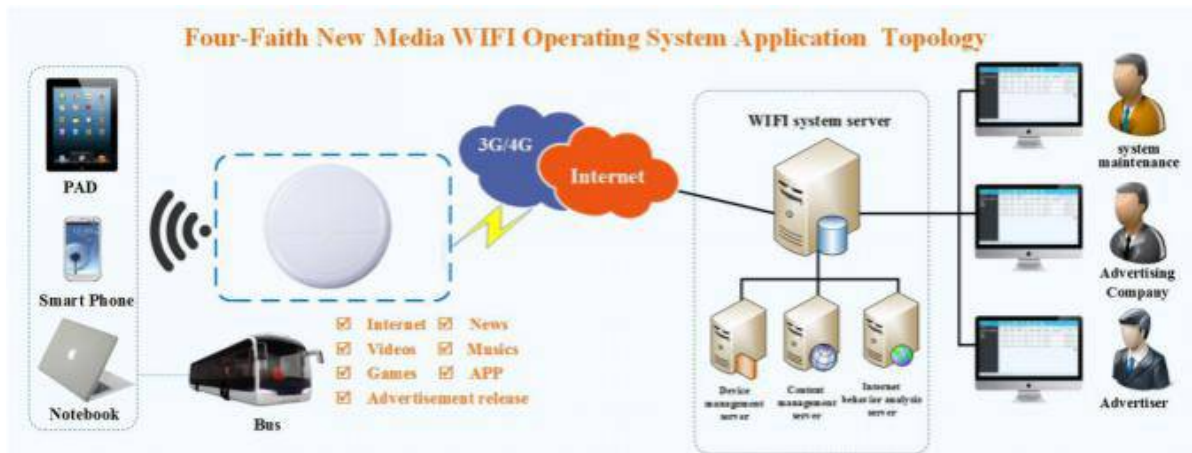 Four-Faith New Media WIFI Operating System Application Topology
PAD
Smart Phone
Notebook
Bus
Internet
News
Videos
Musics
Games
APP
Advertisement release
3G/4G
Internet
WIFI system server
Device
management
server
Content
management
server
Internet
behavior analysis
server
system
maintenance
Advertising
Company
Advertiser